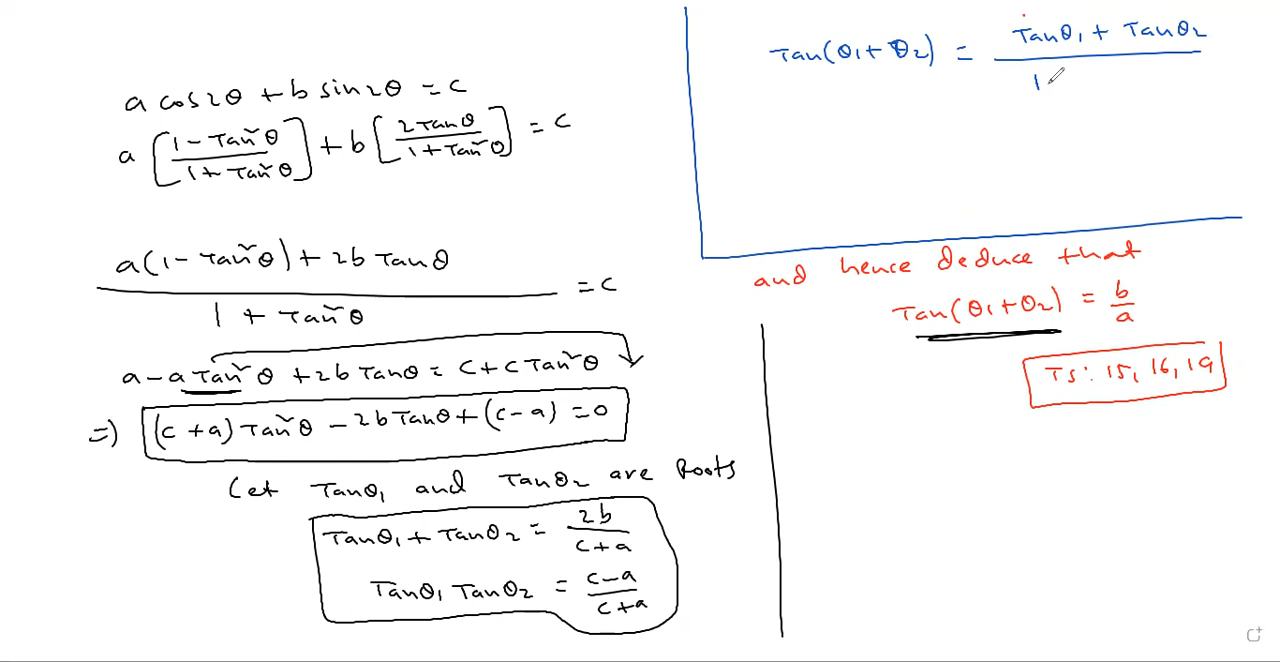 a cos2θ + b sin2θ = c
a [ (1 - Tan²θ) / (1 + Tan²θ) ] + b [ 2Tanθ / (1 + Tan²θ) ] = c
( a(1 - Tan²θ) + 2b Tanθ ) / ( 1 + Tan²θ ) = c
a - a Tan²θ + 2b Tanθ = c + c Tan²θ
=) (c + a) Tan²θ - 2b Tanθ + (c - a) = 0
Let Tanθ₁ and Tanθ₂ are Roots
Tanθ₁ + Tanθ₂ = 2b / (c+a)
Tanθ₁ Tanθ₂ = (c-a) / (c+a)
Tan(θ₁ + θ₂) = ( Tanθ₁ + Tanθ₂ ) / 1
and hence deduce that
Tan(θ₁ + θ₂) = b/a
TS: 15, 16, 19